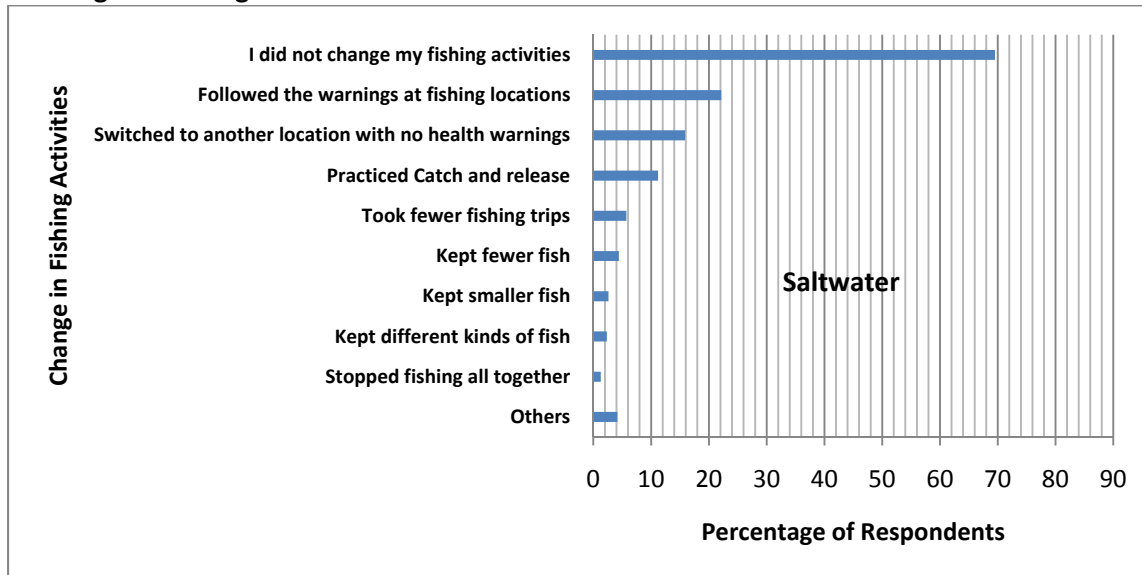 Change in Fishing Activities
I did not change my fishing activities
Followed the warnings at fishing locations
Switched to another location with no health warnings
Practiced Catch and release
Took fewer fishing trips
Kept fewer fish
Kept smaller fish
Kept different kinds of fish
Stopped fishing all together
Others
Saltwater
0 10 20 30 40 50 60 70 80 90
Percentage of Respondents